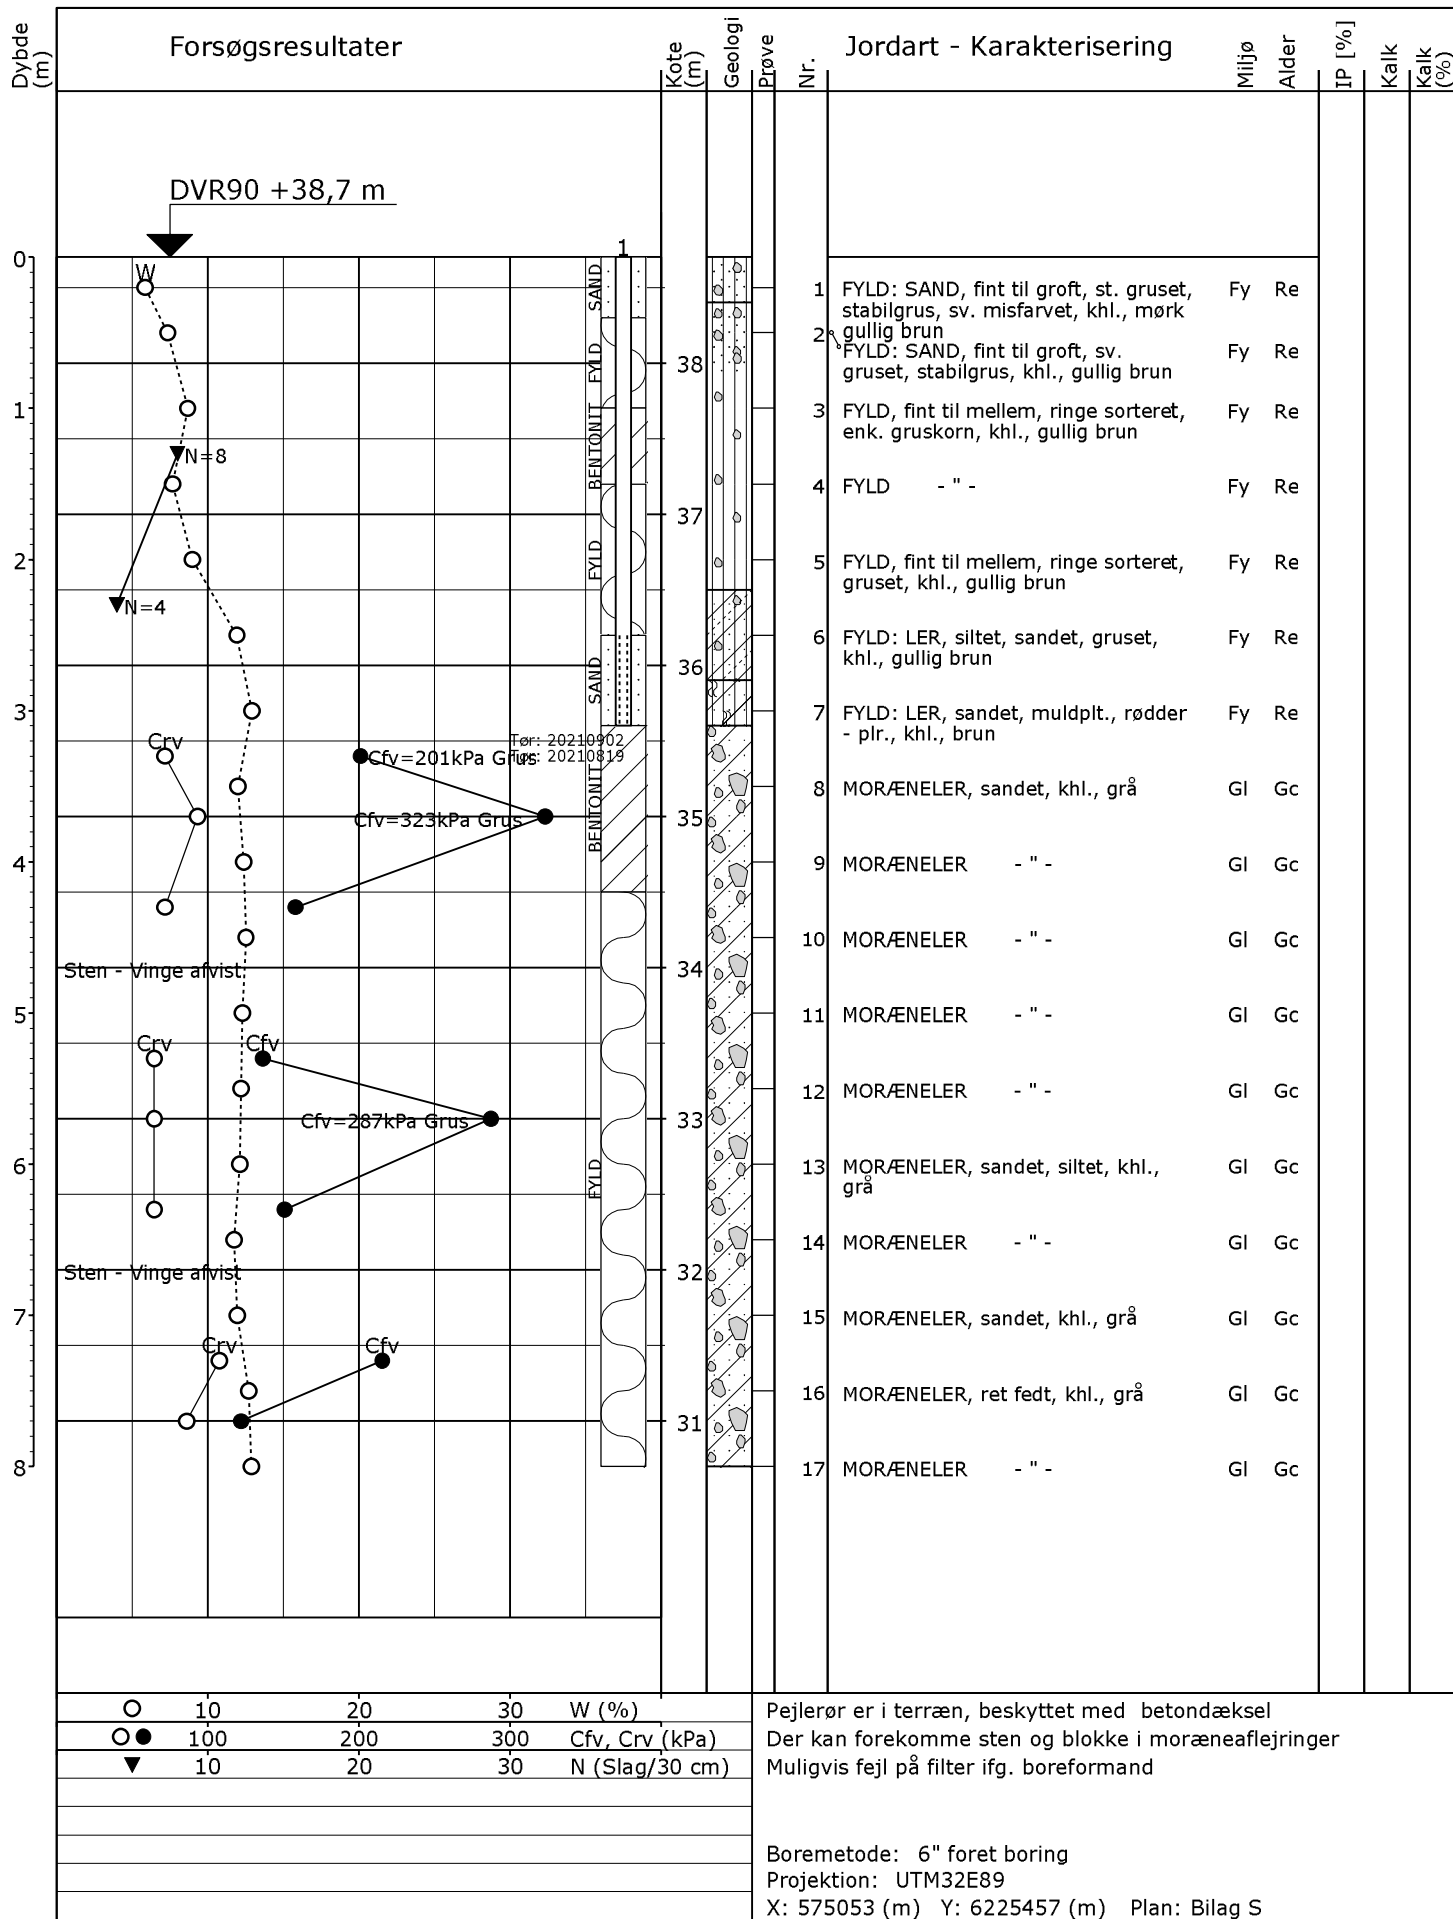 Dybde (m)
Forsøgsresultater
Kote (m)
Geologi
Prøve
Nr.
Jordart - Karakterisering
Miljø
Alder
IP [%]
Kalk
Kalk (%)
DVR90 +38,7 m
1
0
W
SAND
1 FYLD: SAND, fint til groft, st. gruset, Fy Re
stabilgrus, sv. misfarvet, khl., mørk
gullig brun
2 FYLD: SAND, fint til groft, sv. Fy Re
gruset, stabilgrus, khl., gullig brun
FYLD
38
1
3 FYLD, fint til mellem, ringe sorteret, Fy Re
enk. gruskorn, khl., gullig brun
BENTONIT
N=8
4 FYLD - " - Fy Re
37
2
FYLD
5 FYLD, fint til mellem, ringe sorteret, Fy Re
gruset, khl., gullig brun
N=4
6 FYLD: LER, siltet, sandet, gruset, Fy Re
khl., gullig brun
36
SAND
3
7 FYLD: LER, sandet, muldplt., rødder Fy Re
- plr., khl., brun
Crv
Tør: 20210902
Cfv=201kPa Grus
Tør: 20210819
8 MORÆNELER, sandet, khl., grå Gl Gc
BENTONIT
Cfv=323kPa Grus
35
4
9 MORÆNELER - " - Gl Gc
10 MORÆNELER - " - Gl Gc
Sten - Vinge afvist
34
5
11 MORÆNELER - " - Gl Gc
Crv
Cfv
12 MORÆNELER - " - Gl Gc
Cfv=287kPa Grus
33
6
FYLD
13 MORÆNELER, sandet, siltet, khl., Gl Gc
grå
14 MORÆNELER - " - Gl Gc
Sten - Vinge afvist
32
7
15 MORÆNELER, sandet, khl., grå Gl Gc
Crv
Cfv
16 MORÆNELER, ret fedt, khl., grå Gl Gc
31
8
17 MORÆNELER - " - Gl Gc
10 20 30 W (%)
100 200 300 Cfv, Crv (kPa)
10 20 30 N (Slag/30 cm)
Pejlerør er i terræn, beskyttet med betondæksel
Der kan forekomme sten og blokke i moræneaflejringer
Muligvis fejl på filter ifg. boreformand
Boremetode: 6" foret boring
Projektion: UTM32E89
X: 575053 (m) Y: 6225457 (m) Plan: Bilag S